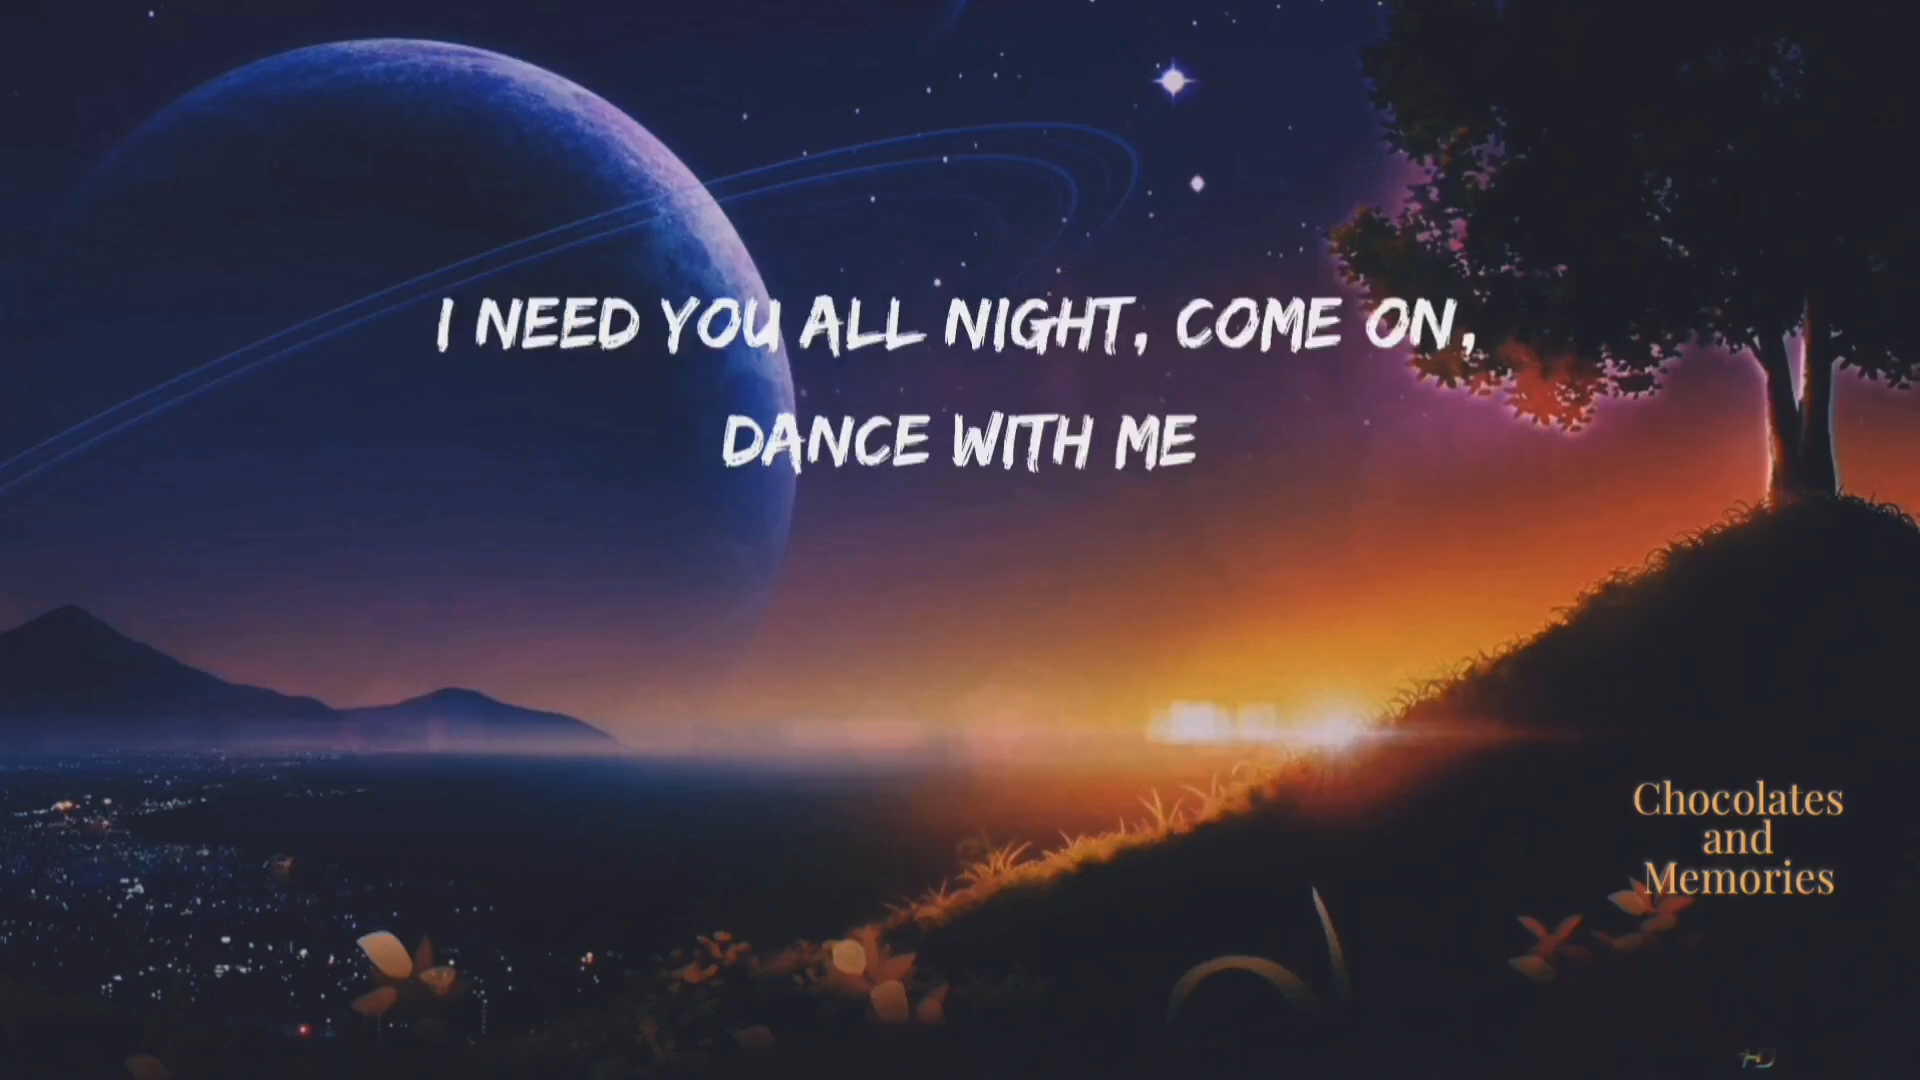 I NEED YOU ALL NIGHT, COME ON,
DANCE WITH ME
Chocolates
and
Memories